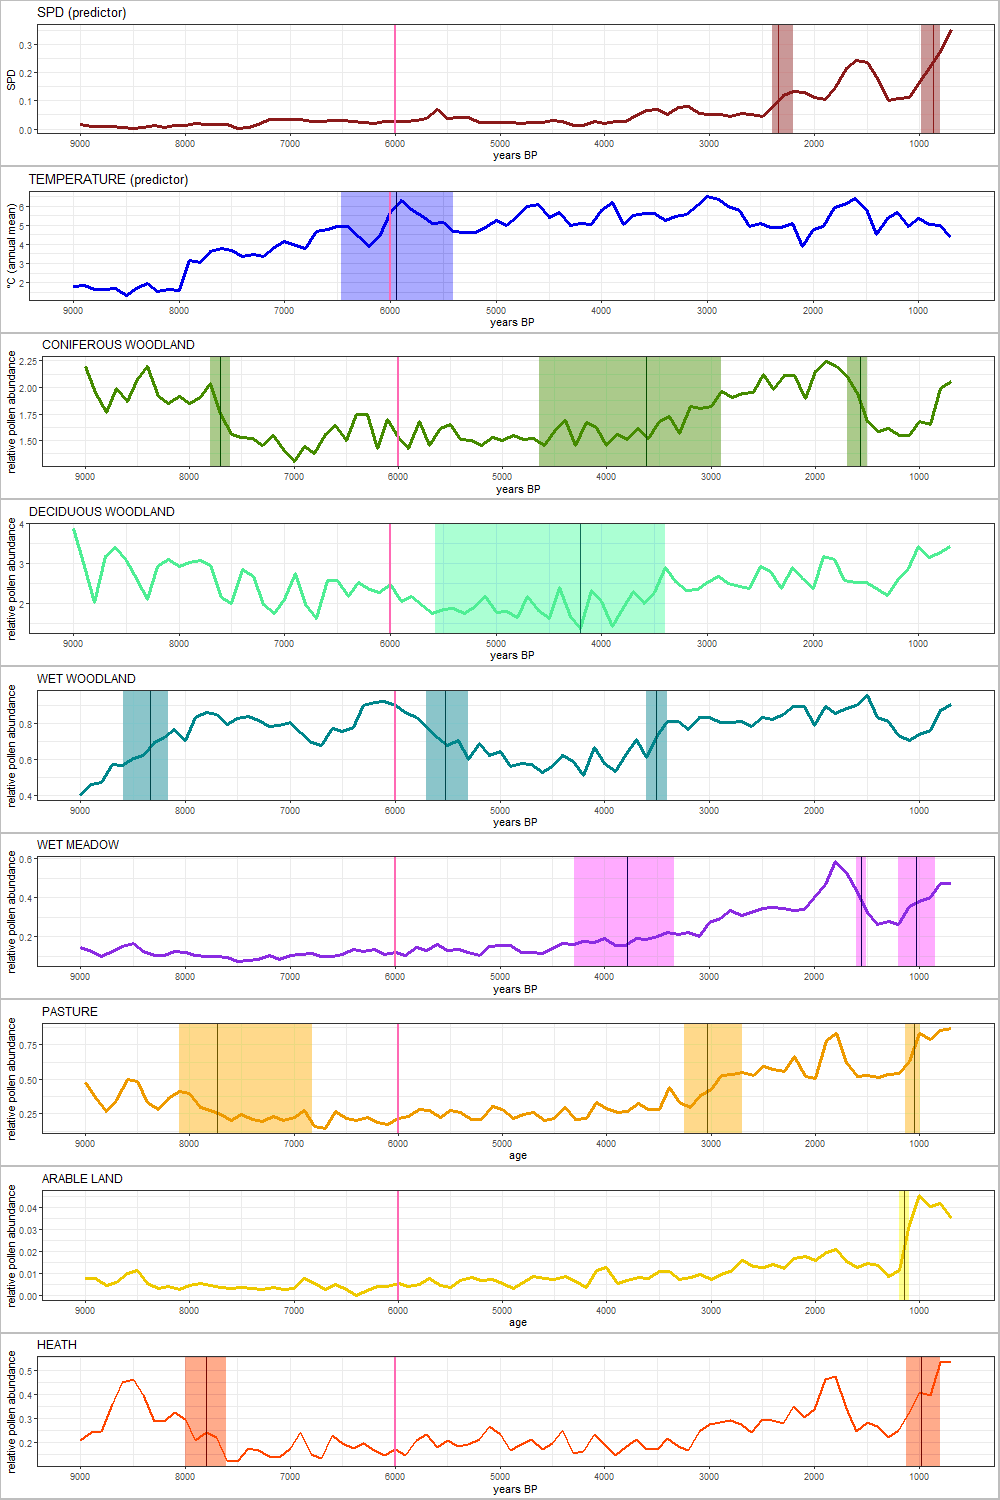 SPD (predictor)
SPD
0.3
0.2
0.1
0.0
9000 8000 7000 6000 5000 4000 3000 2000 1000
years BP
TEMPERATURE (predictor)
°C (annual mean)
6
5
4
3
2
9000 8000 7000 6000 5000 4000 3000 2000 1000
years BP
CONIFEROUS WOODLAND
relative pollen abundance
2.25
2.00
1.75
1.50
9000 8000 7000 6000 5000 4000 3000 2000 1000
years BP
DECIDUOUS WOODLAND
relative pollen abundance
4
3
2
9000 8000 7000 6000 5000 4000 3000 2000 1000
years BP
WET WOODLAND
relative pollen abundance
0.8
0.6
0.4
9000 8000 7000 6000 5000 4000 3000 2000 1000
years BP
WET MEADOW
relative pollen abundance
0.6
0.4
0.2
9000 8000 7000 6000 5000 4000 3000 2000 1000
years BP
PASTURE
relative pollen abundance
0.75
0.50
0.25
9000 8000 7000 6000 5000 4000 3000 2000 1000
age
ARABLE LAND
relative pollen abundance
0.04
0.03
0.02
0.01
0.00
9000 8000 7000 6000 5000 4000 3000 2000 1000
age
HEATH
relative pollen abundance
0.5
0.4
0.3
0.2
9000 8000 7000 6000 5000 4000 3000 2000 1000
years BP